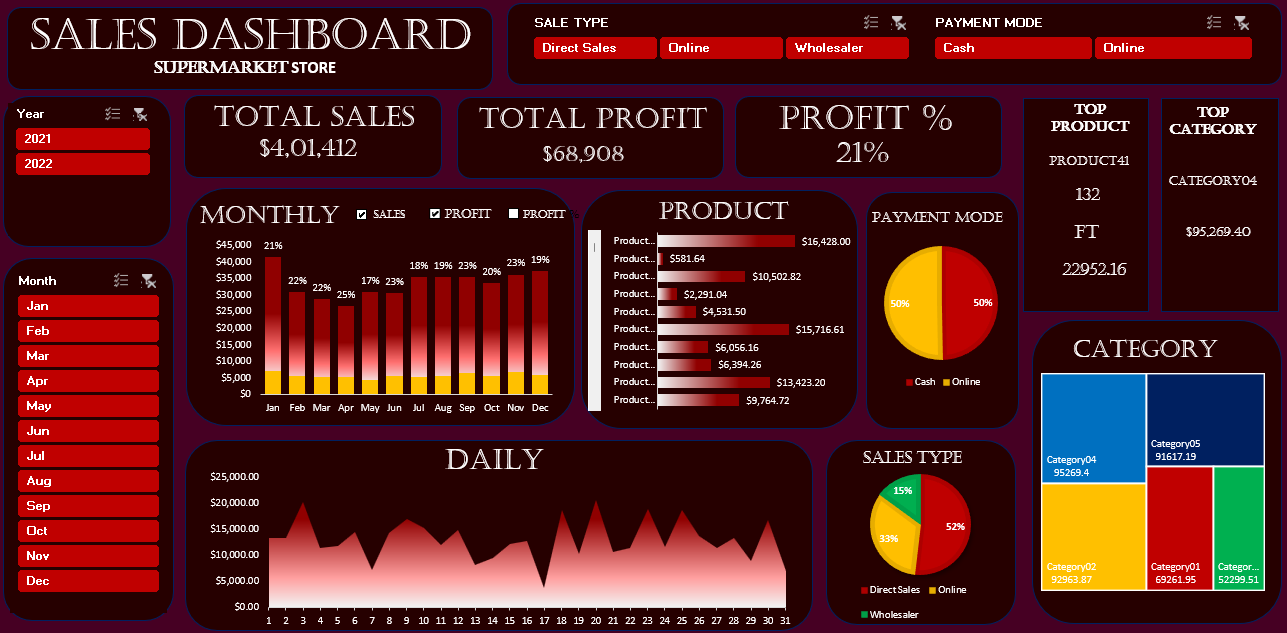 SALES DASHBOARD
SUPERMARKET STORE
SALE TYPE
Direct Sales
Online
Wholesaler
PAYMENT MODE
Cash
Online
Year
2021
2022
TOTAL SALES
$4,01,412
TOTAL PROFIT
$68,908
PROFIT %
21%
TOP
PRODUCT
PRODUCT41
132
FT
22952.16
TOP
CATEGORY
CATEGORY04
$95,269.40
Month
Jan
Feb
Mar
Apr
May
Jun
Jul
Aug
Sep
Oct
Nov
Dec
MONTHLY
SALES
PROFIT
PROFIT %
$45,000
$40,000
$35,000
$30,000
$25,000
$20,000
$15,000
$10,000
$5,000
$0
21% 22% 22% 25% 17% 23% 18% 19% 23% 20% 23% 19%
Jan Feb Mar Apr May Jun Jul Aug Sep Oct Nov Dec
PRODUCT
Product... $16,428.00
Product... $581.64
Product... $10,502.82
Product... $2,291.04
Product... $4,531.50
Product... $15,716.61
Product... $6,056.16
Product... $6,394.26
Product... $13,423.20
Product... $9,764.72
PAYMENT MODE
50% 50%
Cash Online
CATEGORY
Category04
95269.4
Category05
91617.19
Category02
92963.87
Category01
69261.95
Categor...
52299.51
DAILY
$25,000.00
$20,000.00
$15,000.00
$10,000.00
$5,000.00
$0.00
1 2 3 4 5 6 7 8 9 10 11 12 13 14 15 16 17 18 19 20 21 22 23 24 25 26 27 28 29 30 31
SALES TYPE
15%
52%
33%
Direct Sales Online
Wholesaler